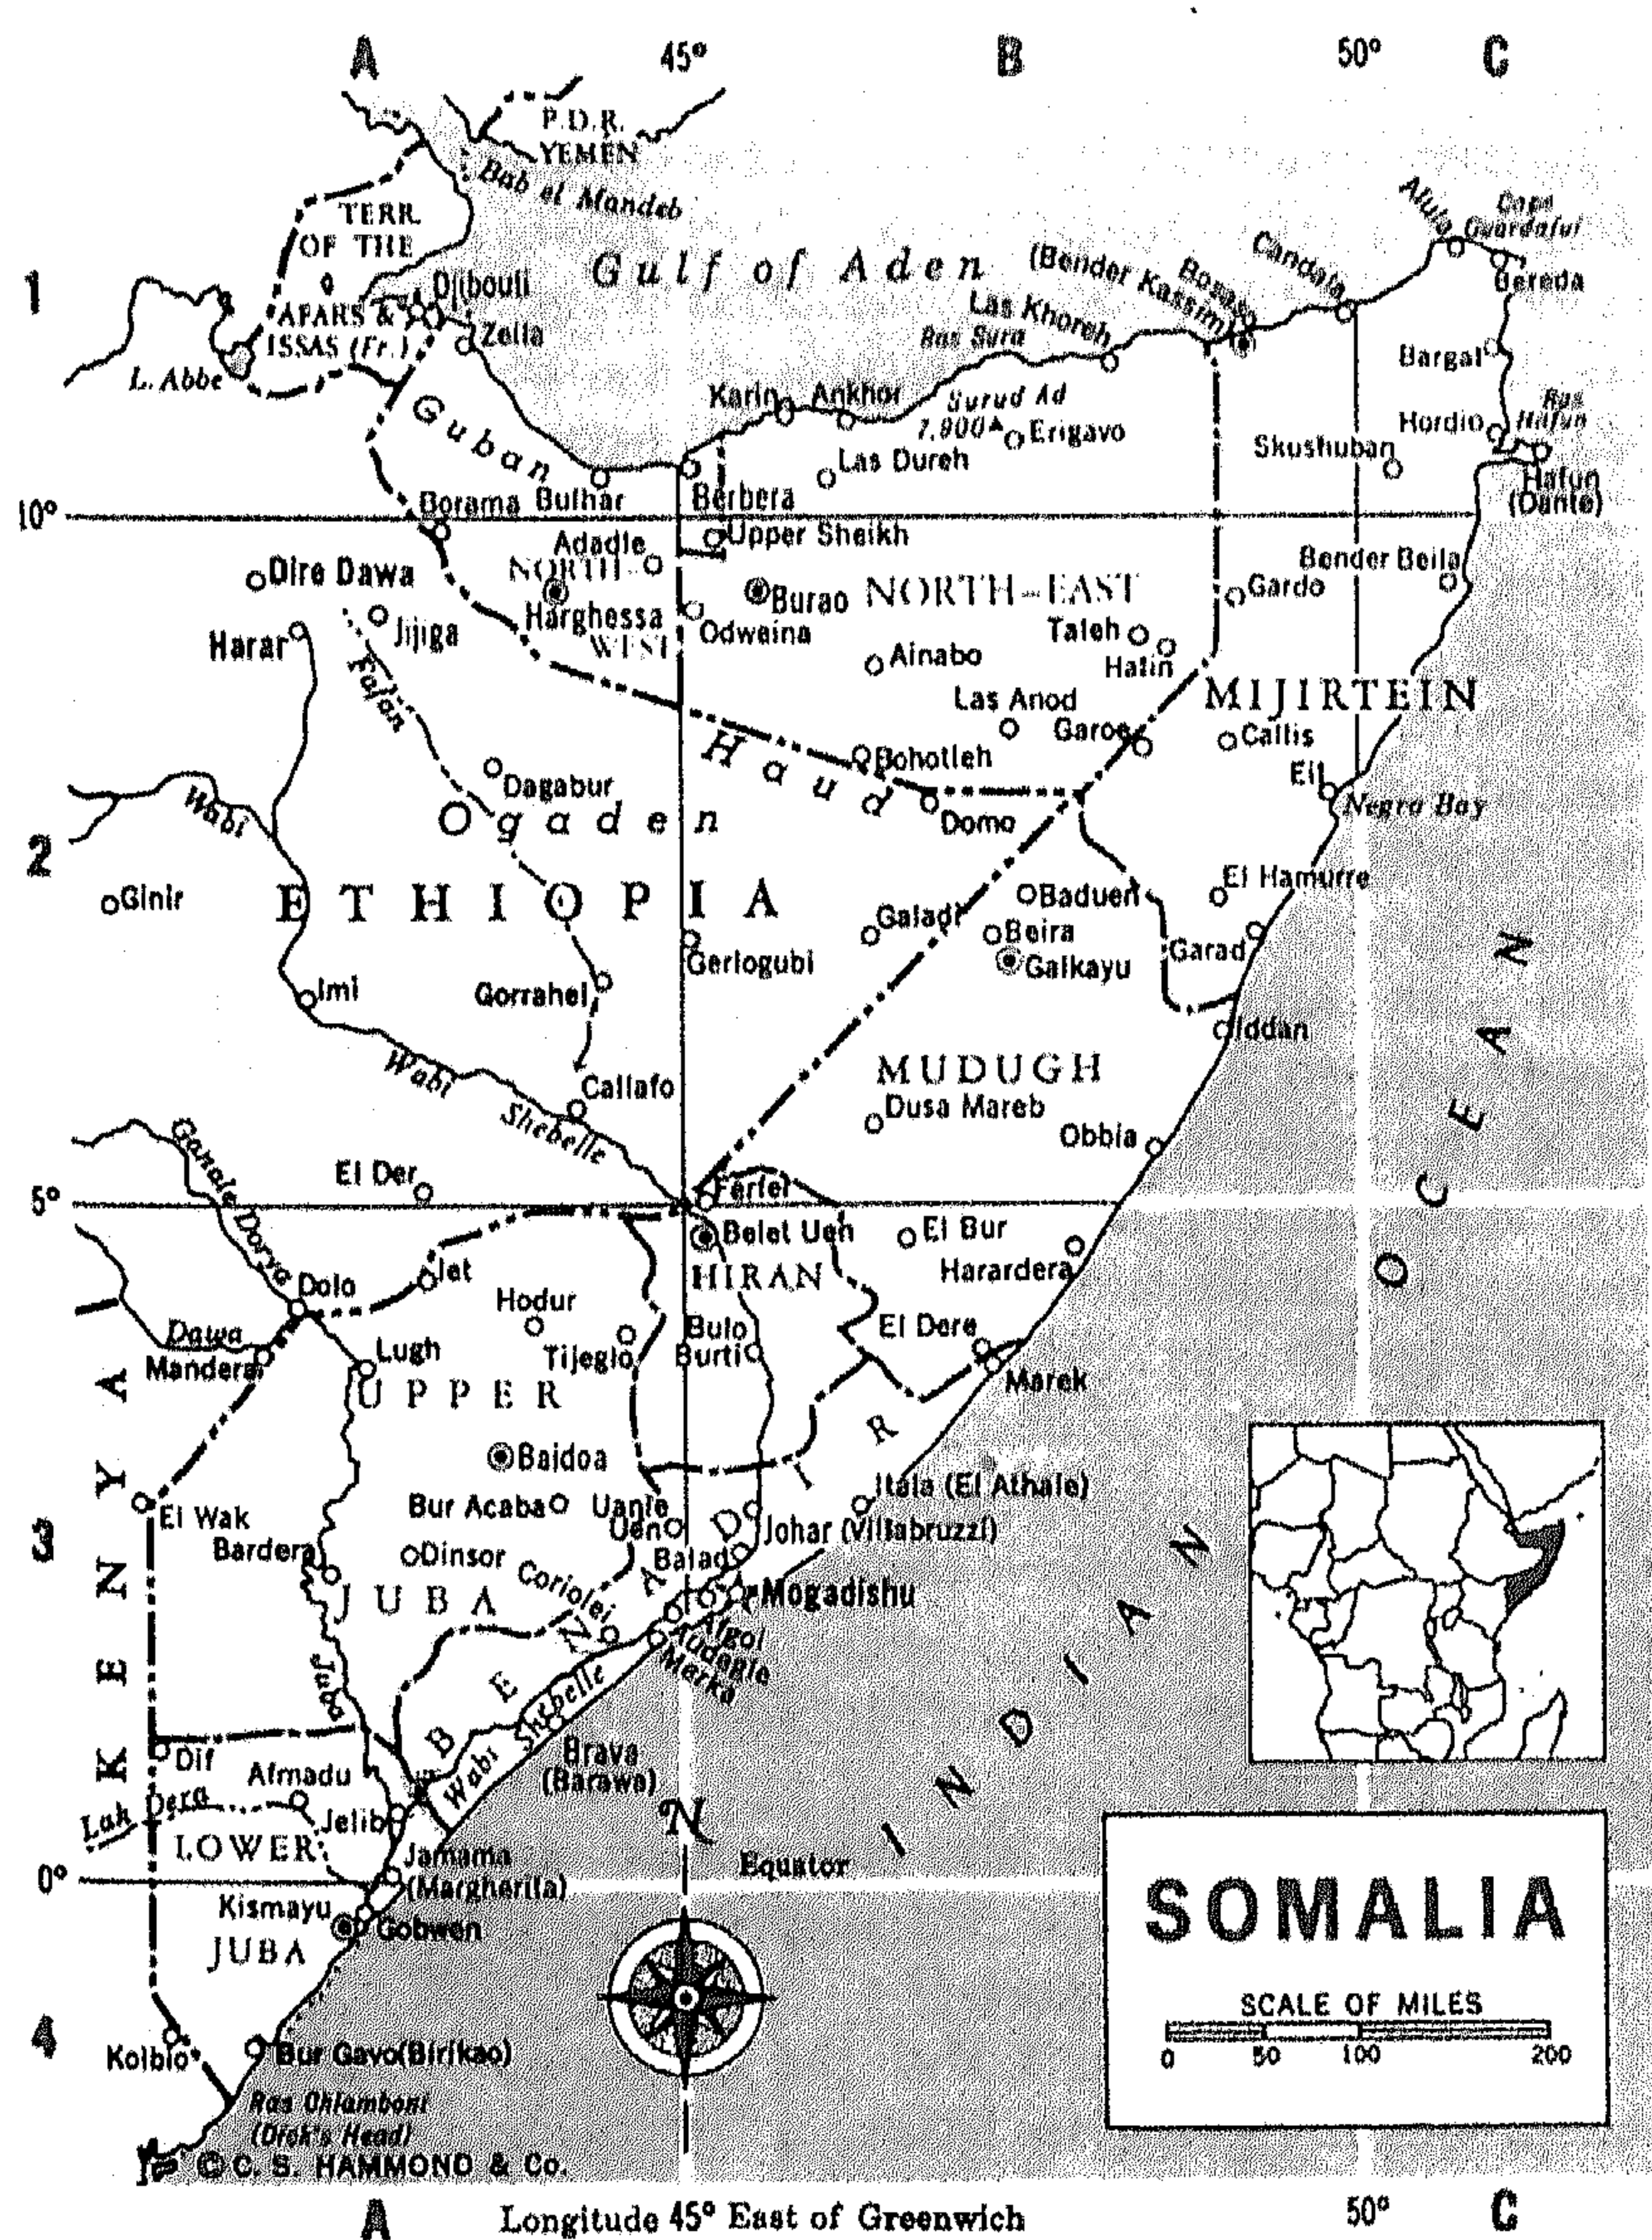 A 45° B 50° C
P.D.R.
YEMEN
Bab el Mandeb
TERR.
OF THE
AFARS &
ISSAS (Fr.)
Djibouti
Zeila
L. Abbe
1
Gulf of Aden
Alula
Cape
Guardafui
Bereda
Candala
Bosaso
(Bender Kassim)
Las Khoreh
Ras Sura
Bargal
Karin
Ankhor
Surud Ad
7,900
Erigavo
Hordio
Ras
Hafun
Skushuban
Hafun
(Dante)
Guban
Las Dureh
10°
Borama
Bulhar
Berbera
Upper Sheikh
Adadle
NORTH-
Harghessa
WEST
Burao
NORTH-EAST
Bender Beila
Gardo
Dire Dawa
Jijiga
Harar
Odweina
Taleh
Halin
Ainabo
Fafan
MIJIRTEIN
Las Anod
Garoe
Callis
Haud
Bohotleh
Eil
Negro Bay
Dagabur
Ogaden
Domo
Wabi
2
Ginir
ETHIOPIA
Baduen
El Hamurre
Galadi
Beira
Galkayu
Garad
Gerlogubi
Imi
Gorrahel
Iddan
MUDUGH
Wabi
Shebelle
Callafo
Dusa Mareb
Obbia
Ganale Dorya
El Der
5°
Ferfer
Belet Uen
El Bur
HIRAN
Harardera
Iet
Dolo
Hodur
Dawa
Mandera
Lugh
Tijeglo
Bulo
Burti
El Dere
Marek
UPPER
KENYA
Baidoa
El Wak
Bur Acaba
Uanle
Uen
Itala (El Athale)
Johar (Villabruzzi)
3
Bardera
Dinsor
Coriolei
Balad
JUBA
Mogadishu
Afgoi
Audegle
Marka
BENADIR
Juba
Wabi Shebelle
Brava
(Barawa)
Dif
Afmadu
Lak Dera
Jelib
LOWER
Jamama
(Margherita)
N
Equator
0°
Kismayu
Gobwen
JUBA
4
Kolbio
Bur Gavo(Birikao)
Ras Chiamboni
(Dick's Head)
© C. S. HAMMOND & Co.
INDIAN OCEAN
SOMALIA
SCALE OF MILES
0 50 100 200
A Longitude 45° East of Greenwich 50° C